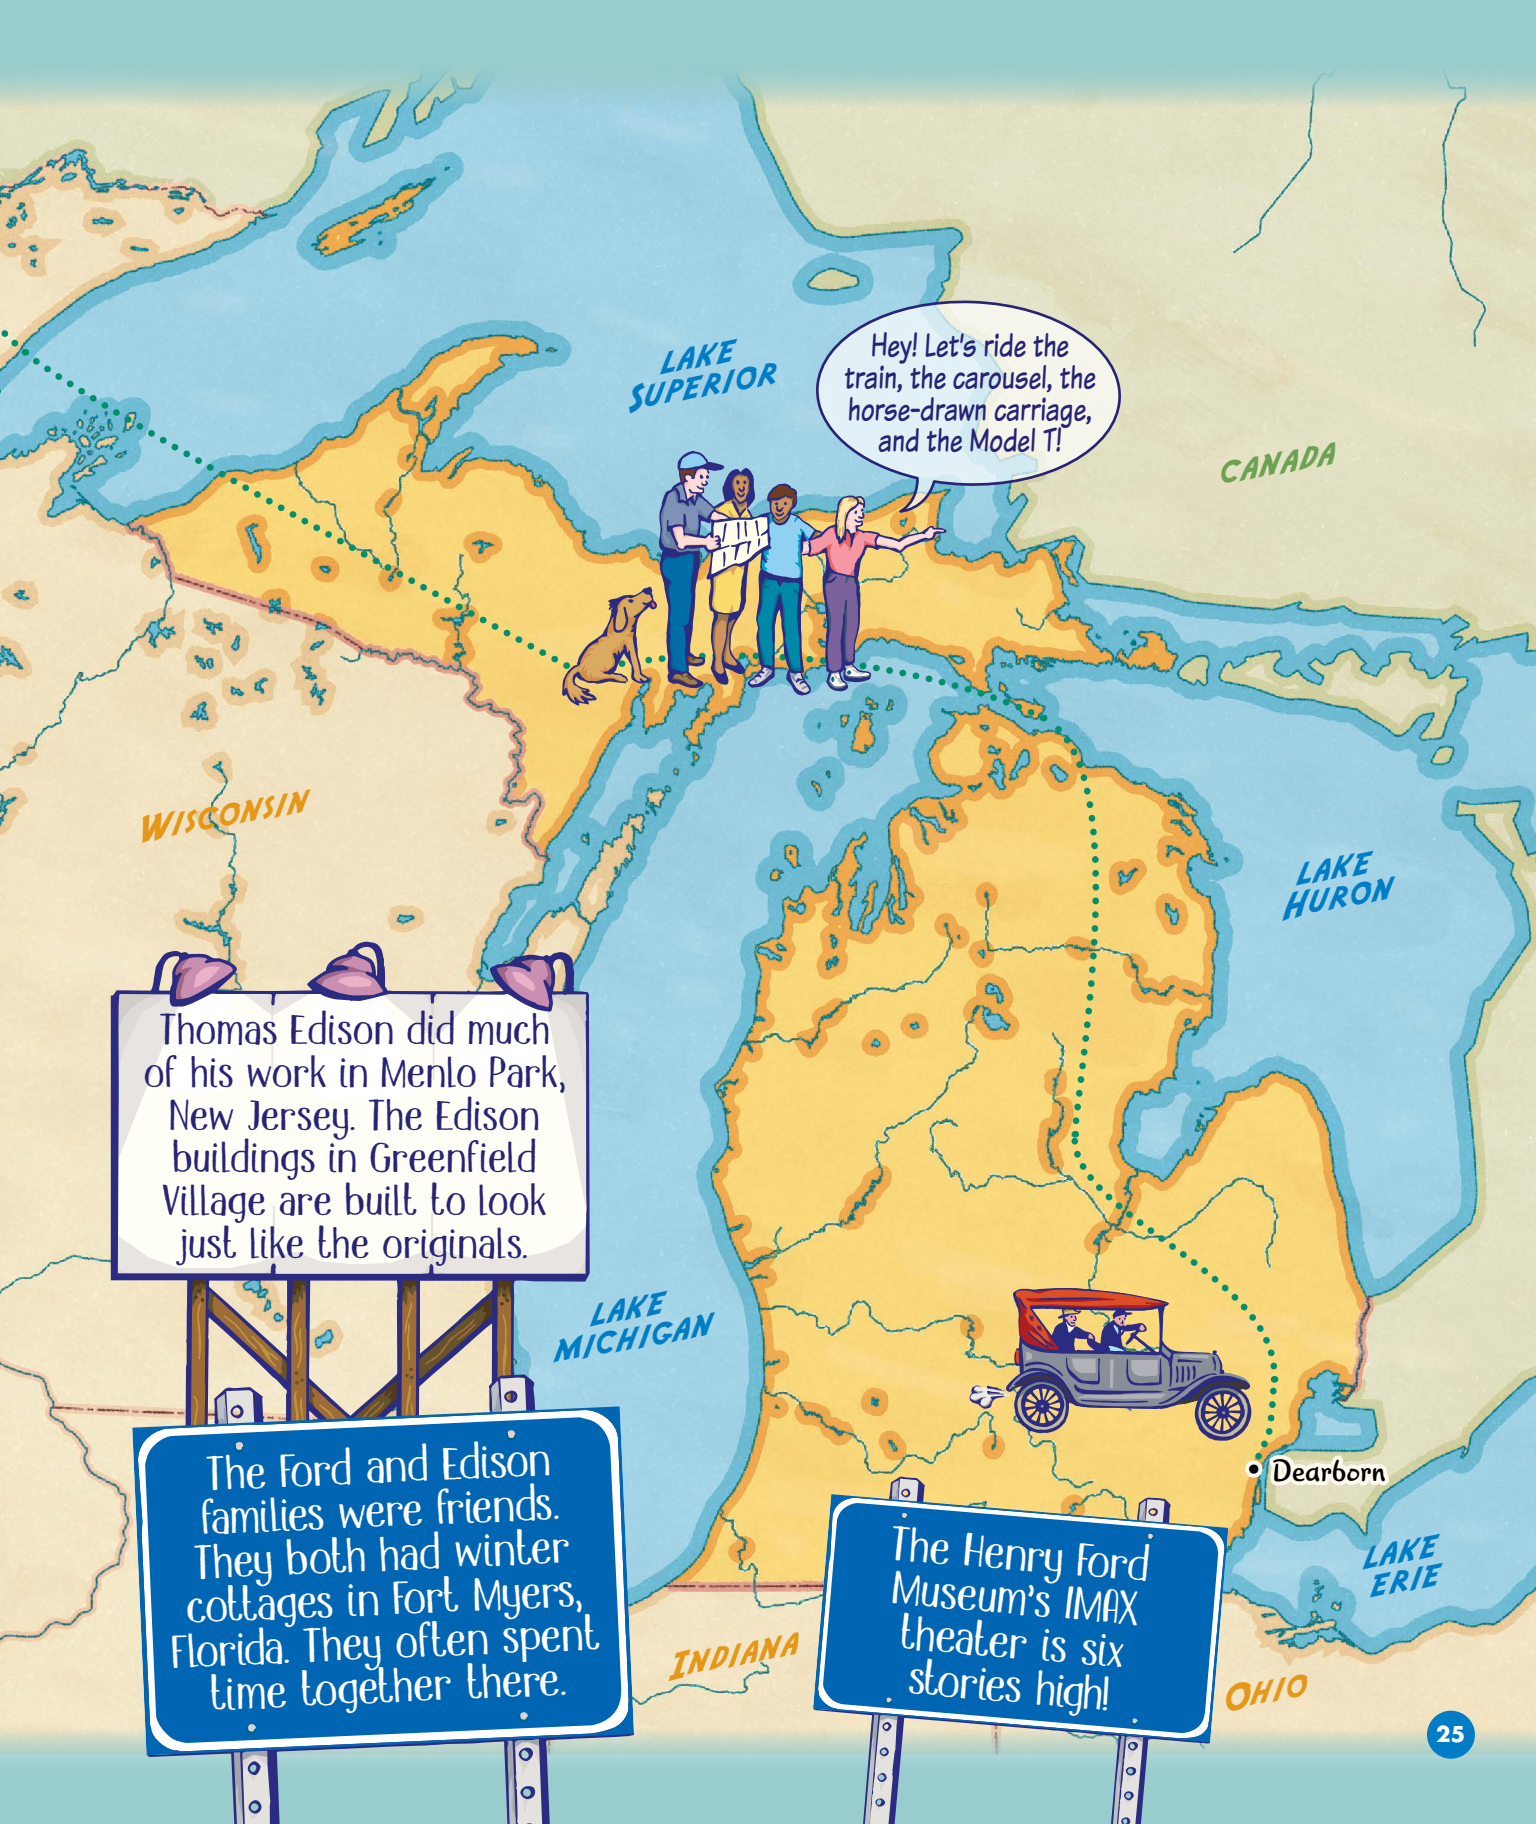 LAKE
SUPERIOR
Hey! Let's ride the
train, the carousel, the
horse-drawn carriage,
and the Model T!
CANADA
WISCONSIN
LAKE
HURON
Thomas Edison did much
of his work in Menlo Park,
New Jersey. The Edison
buildings in Greenfield
Village are built to look
just like the originals.
LAKE
MICHIGAN
The Ford and Edison
families were friends.
They both had winter
cottages in Fort Myers,
Florida. They often spent
time together there.
Dearborn
The Henry Ford
Museum's IMAX
theater is six
stories high!
LAKE
ERIE
INDIANA
OHIO
25